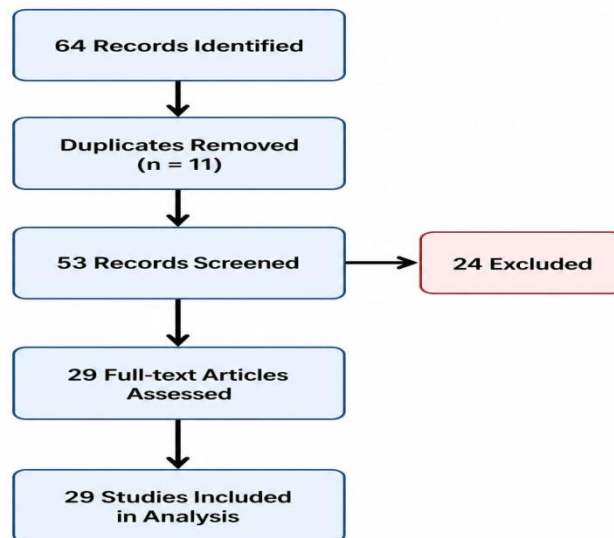 64 Records Identified
Duplicates Removed
(n = 11)
53 Records Screened
24 Excluded
29 Full-text Articles
Assessed
29 Studies Included
in Analysis